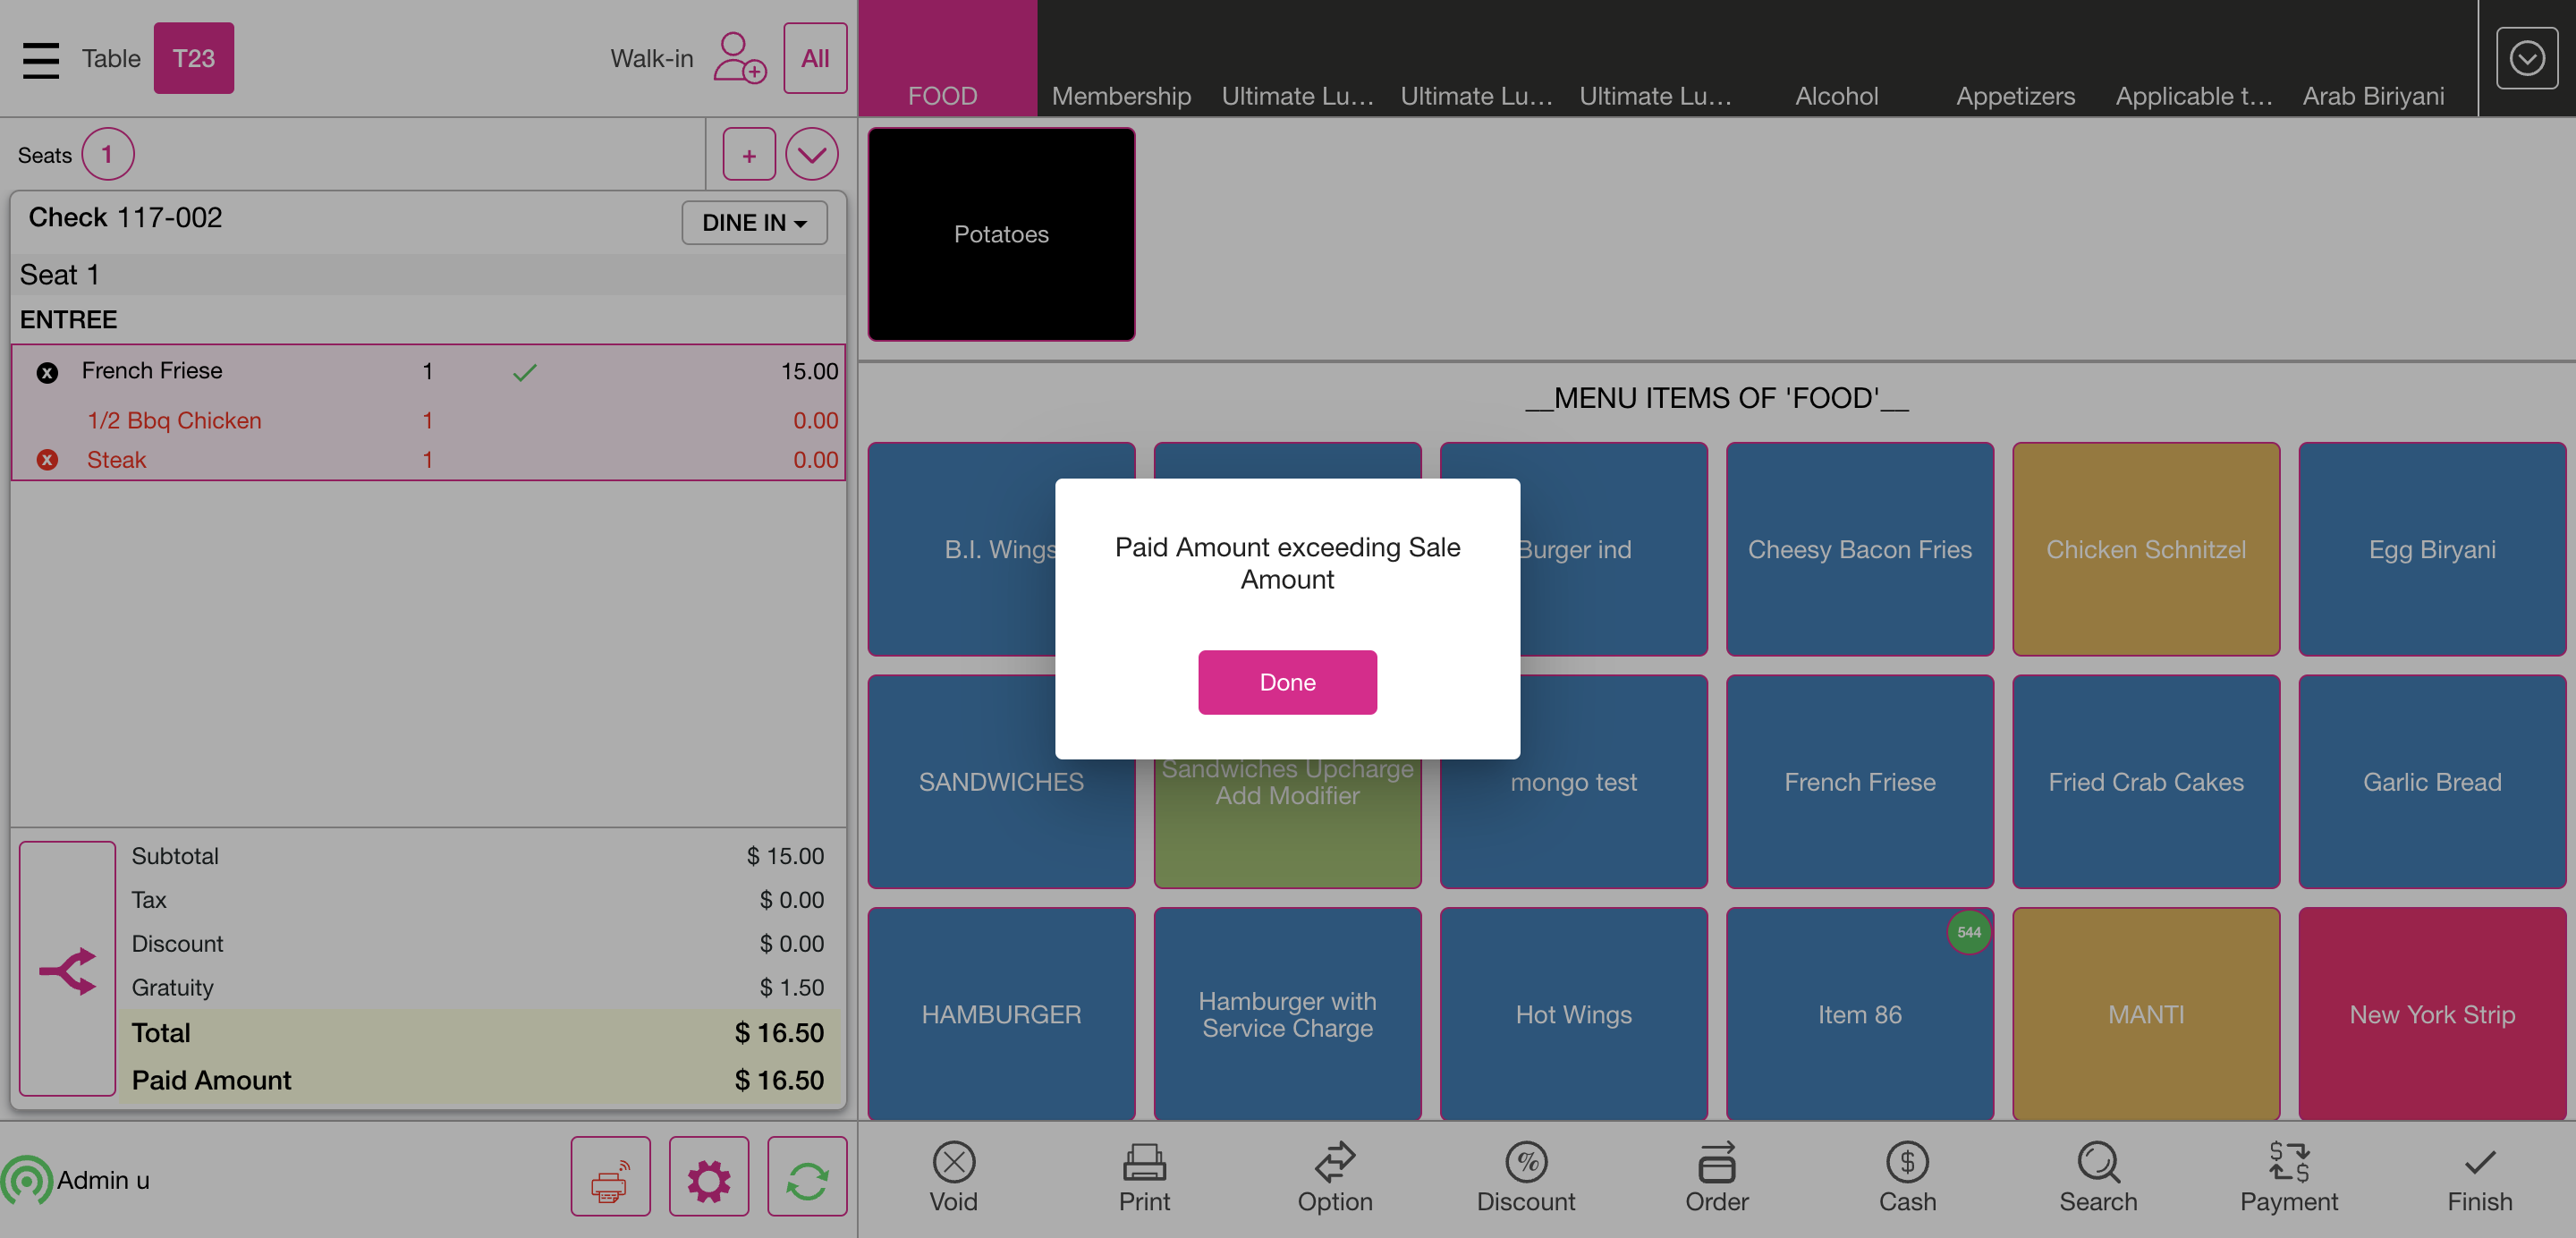 Table T23 Walk-in All
FOOD Membership Ultimate Lu... Ultimate Lu... Ultimate Lu... Alcohol Appetizers Applicable t... Arab Biriyani
Seats 1 +
Check 117-002 DINE IN
Seat 1
ENTREE
x French Friese 1 15.00
1/2 Bbq Chicken 1 0.00
x Steak 1 0.00
Subtotal $ 15.00
Tax $ 0.00
Discount $ 0.00
Gratuity $ 1.50
Total $ 16.50
Paid Amount $ 16.50
Admin u
Potatoes
__MENU ITEMS OF 'FOOD'__
B.I. Wings Burger ind Cheesy Bacon Fries Chicken Schnitzel Egg Biryani
Paid Amount exceeding Sale
Amount
Done
SANDWICHES
Sandwiches Upcharge
Add Modifier
mongo test French Friese Fried Crab Cakes Garlic Bread
HAMBURGER
Hamburger with
Service Charge
Hot Wings
544
Item 86 MANTI New York Strip
Void Print Option Discount Order Cash Search Payment Finish